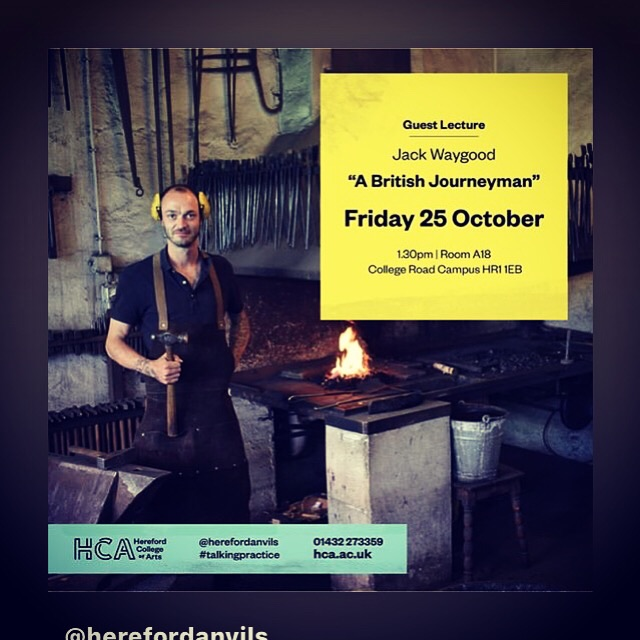 Guest Lecture
Jack Waygood
“A British Journeyman”
Friday 25 October
1.30pm | Room A18
College Road Campus HR1 1EB
HCA Hereford
College
of Arts
@herefordanvils
#talkingpractice
01432 273359
hca.ac.uk
@herefordanvils